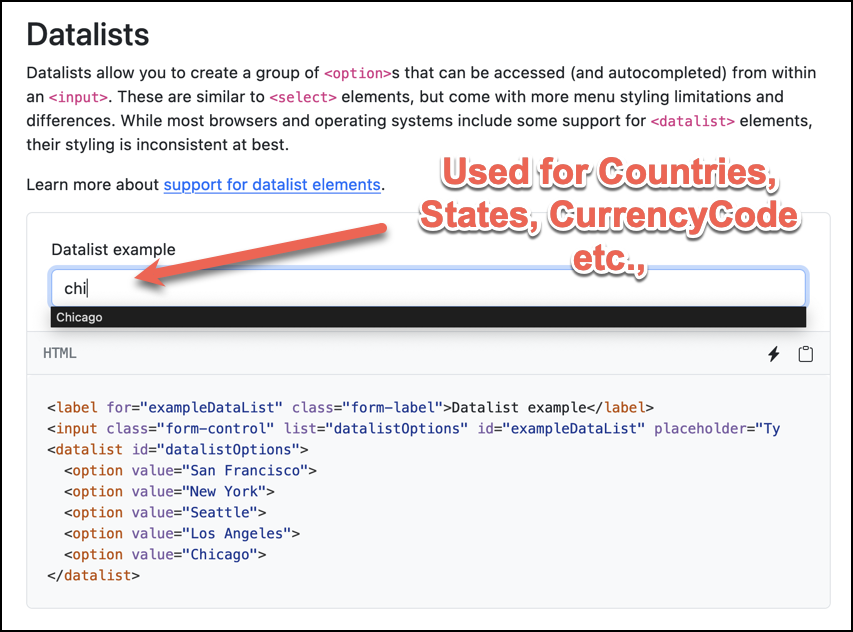 Datalists
Datalists allow you to create a group of <option>s that can be accessed (and autocompleted) from within
an <input>. These are similar to <select> elements, but come with more menu styling limitations and
differences. While most browsers and operating systems include some support for <datalist> elements,
their styling is inconsistent at best.
Learn more about support for datalist elements.
Used for Countries,
States, CurrencyCode
etc.,
Datalist example
chi
Chicago
HTML
<label for="exampleDataList" class="form-label">Datalist example</label>
<input class="form-control" list="datalistOptions" id="exampleDataList" placeholder="Ty
<datalist id="datalistOptions">
  <option value="San Francisco">
  <option value="New York">
  <option value="Seattle">
  <option value="Los Angeles">
  <option value="Chicago">
</datalist>